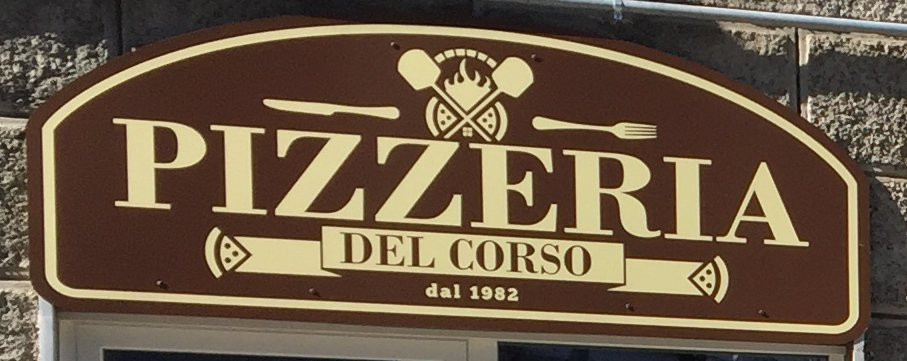 PIZZERIA
DEL CORSO
dal 1982